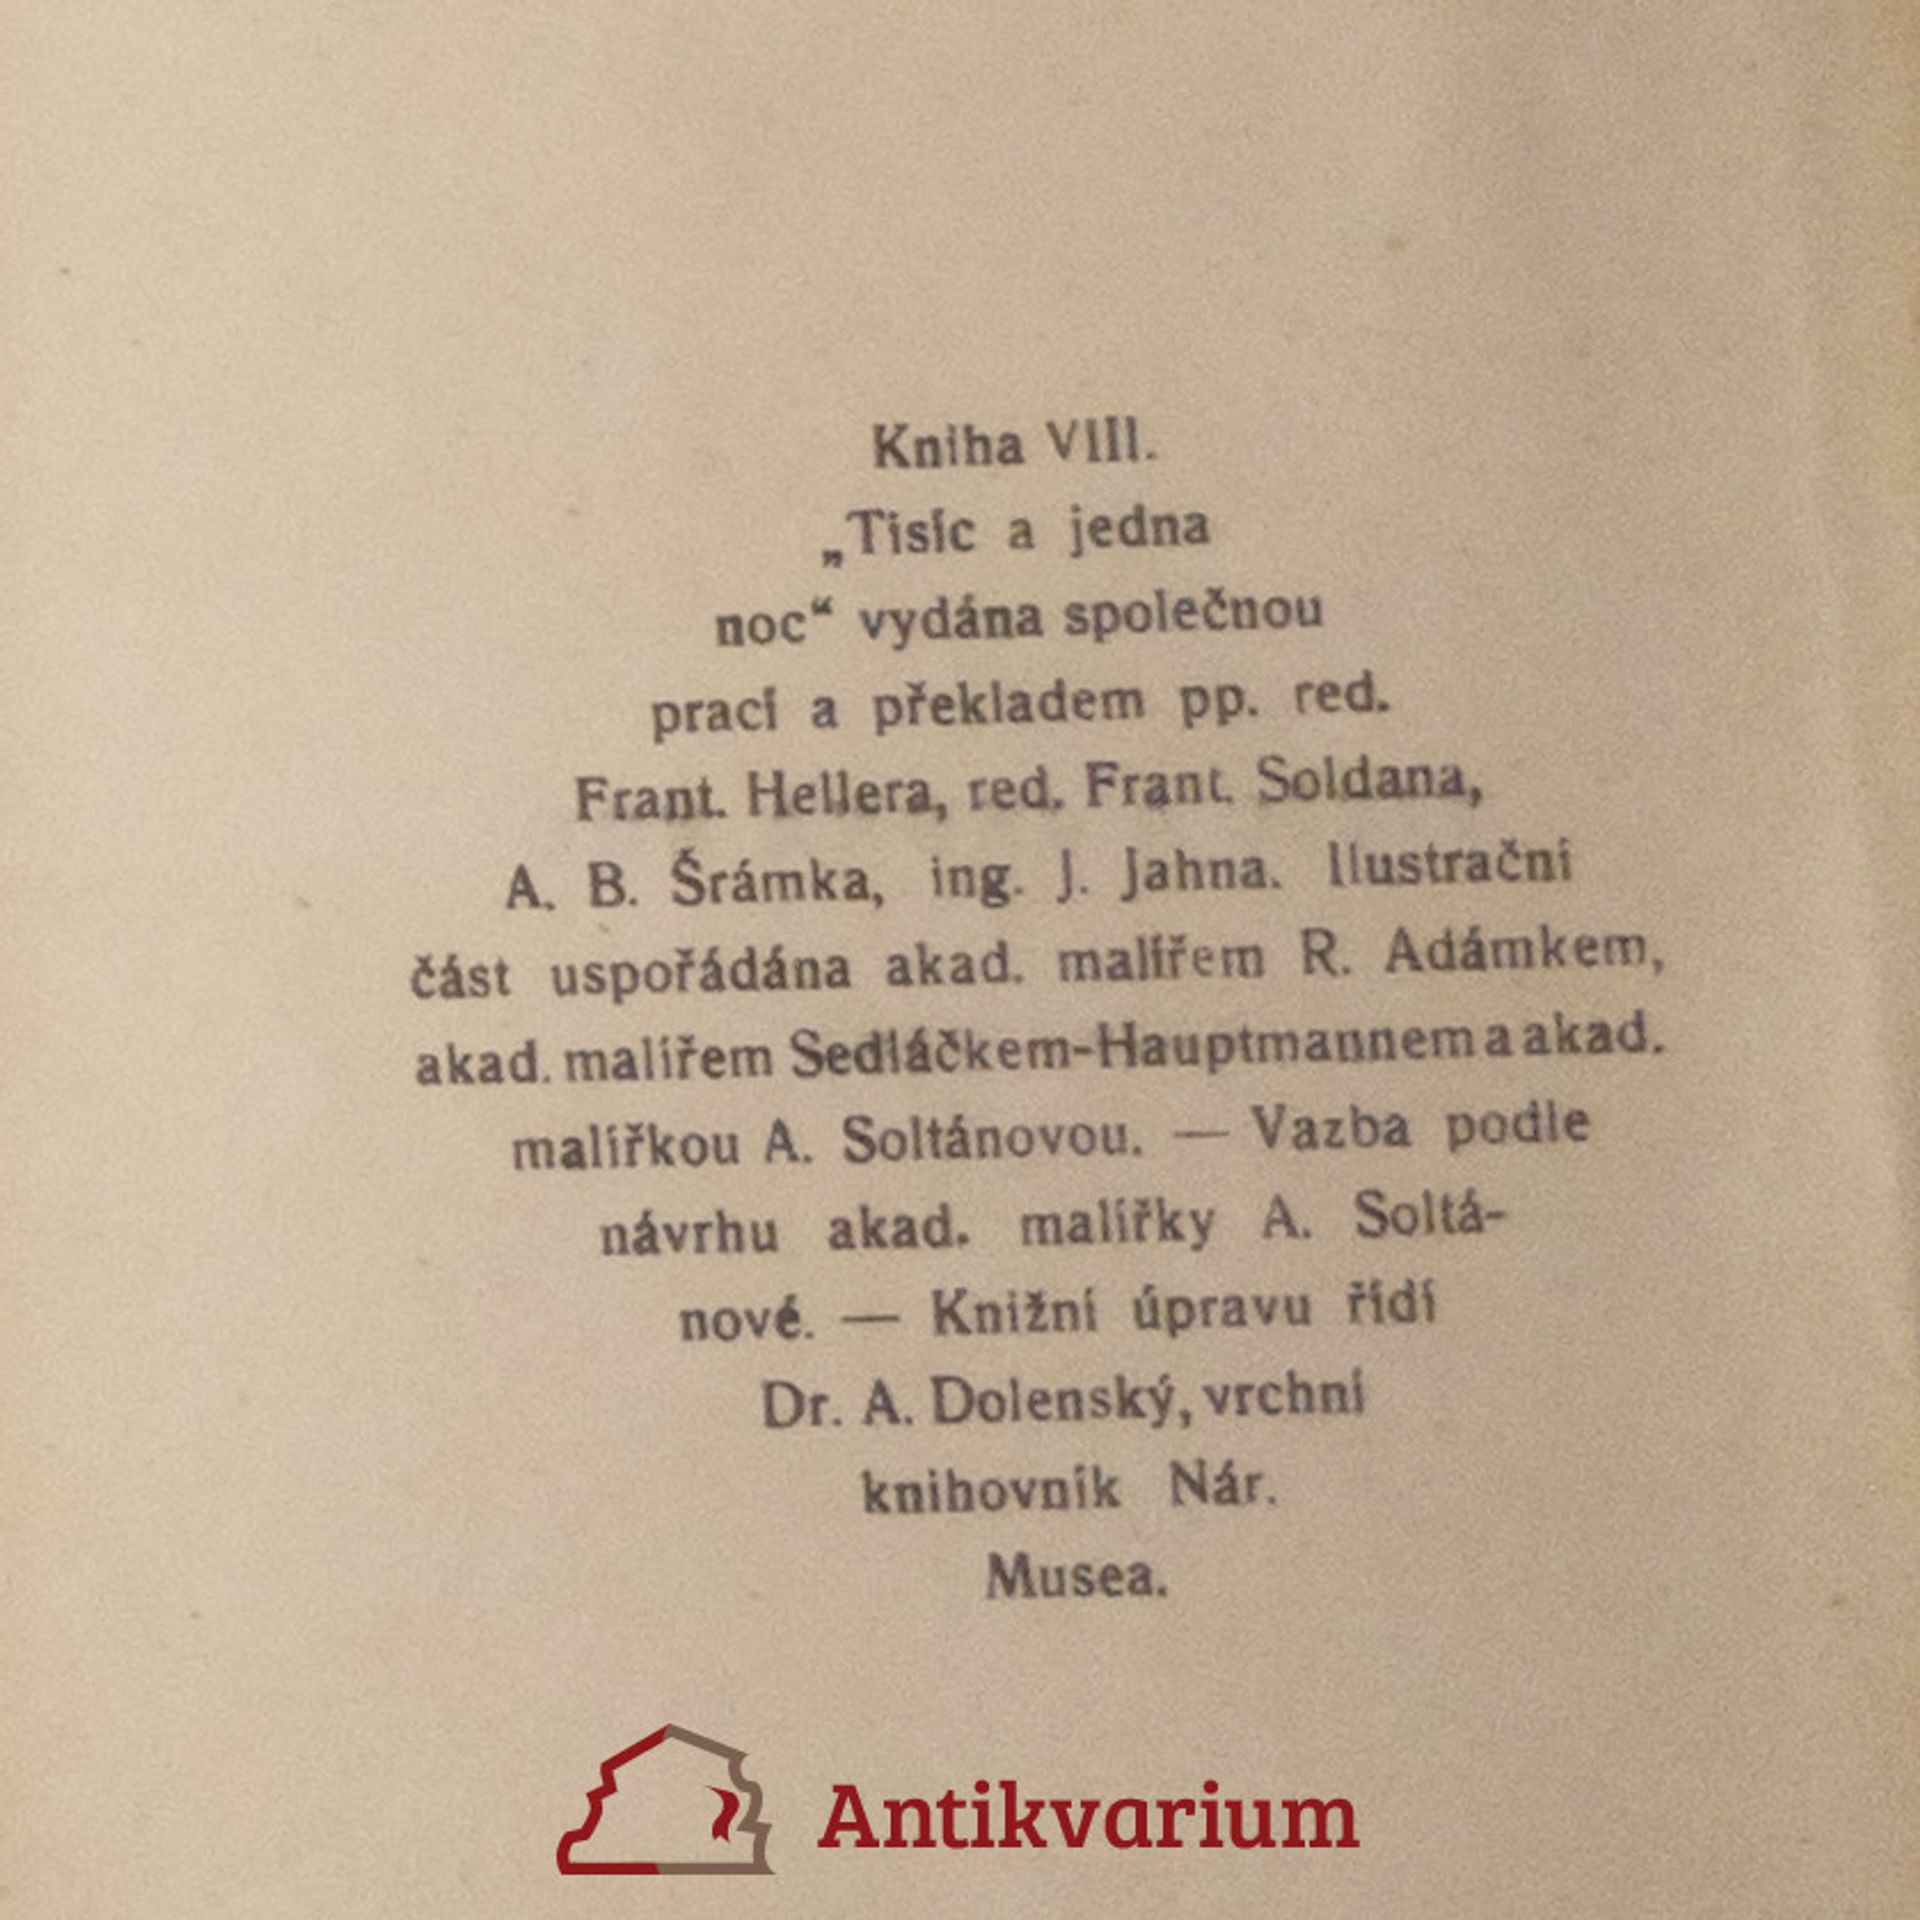 Kniha VIII.
„Tisíc a jedna
noc“ vydána společnou
prací a překladem pp. red.
Frant. Hellera, red. Frant. Soldana,
A. B. Šrámka, ing. J. Jahna. Ilustrační
část uspořádána akad. malířem R. Adámkem,
akad. malířem Sedláčkem-Hauptmannem a akad.
malířkou A. Soltánovou. — Vazba podle
návrhu akad. malířky A. Soltá-
nové. — Knižní úpravu řídí
Dr. A. Dolenský, vrchní
knihovník Nár.
Musea.
Antikvarium